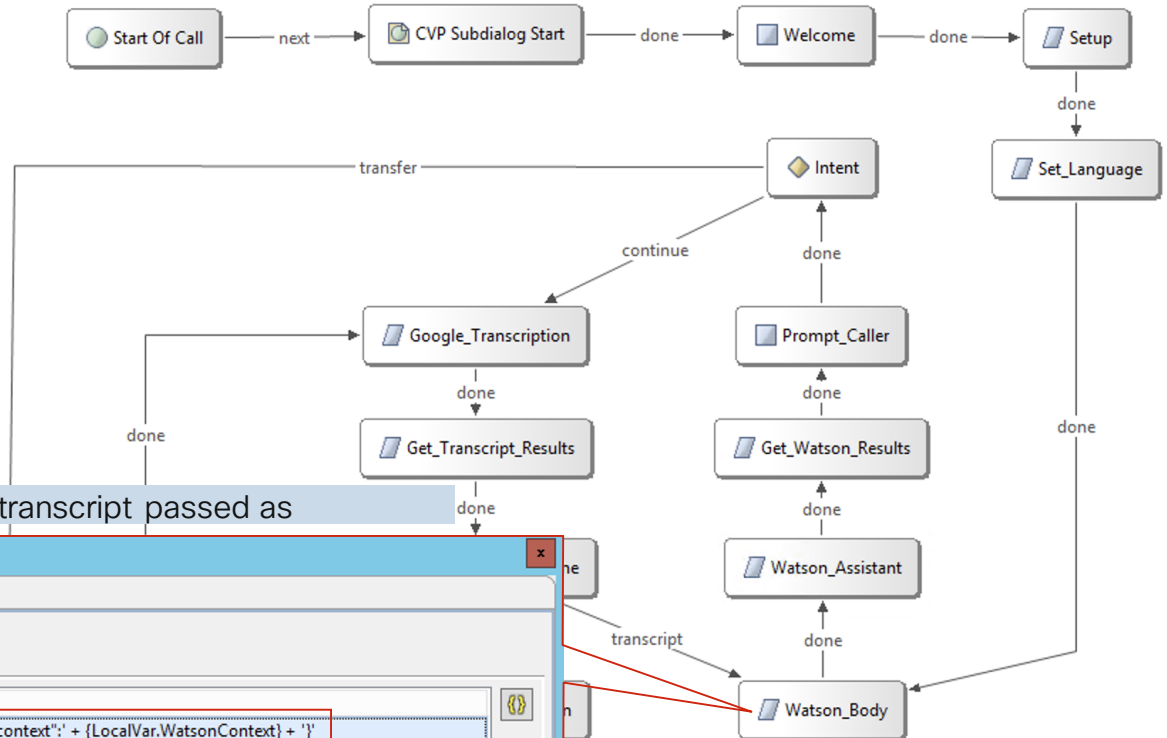 Start Of Call
next
CVP Subdialog Start
done
Welcome
done
Setup
done
transfer
Intent
Set_Language
continue
done
Google_Transcription
Prompt_Caller
done
done
done
done
Get_Transcript_Results
Get_Watson_Results
transcript passed as
done
done
x
ne
Watson_Assistant
transcript
done
{}
n
Watson_Body
context":' + {LocalVar.WatsonContext} + '}'